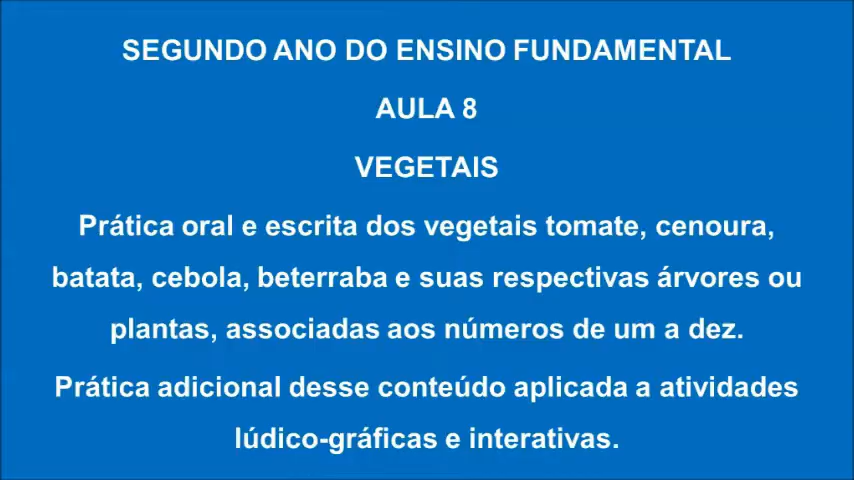 SEGUNDO ANO DO ENSINO FUNDAMENTAL
AULA 8
VEGETAIS
Prática oral e escrita dos vegetais tomate, cenoura,
batata, cebola, beterraba e suas respectivas árvores ou
plantas, associadas aos números de um a dez.
Prática adicional desse conteúdo aplicada a atividades
lúdico-gráficas e interativas.